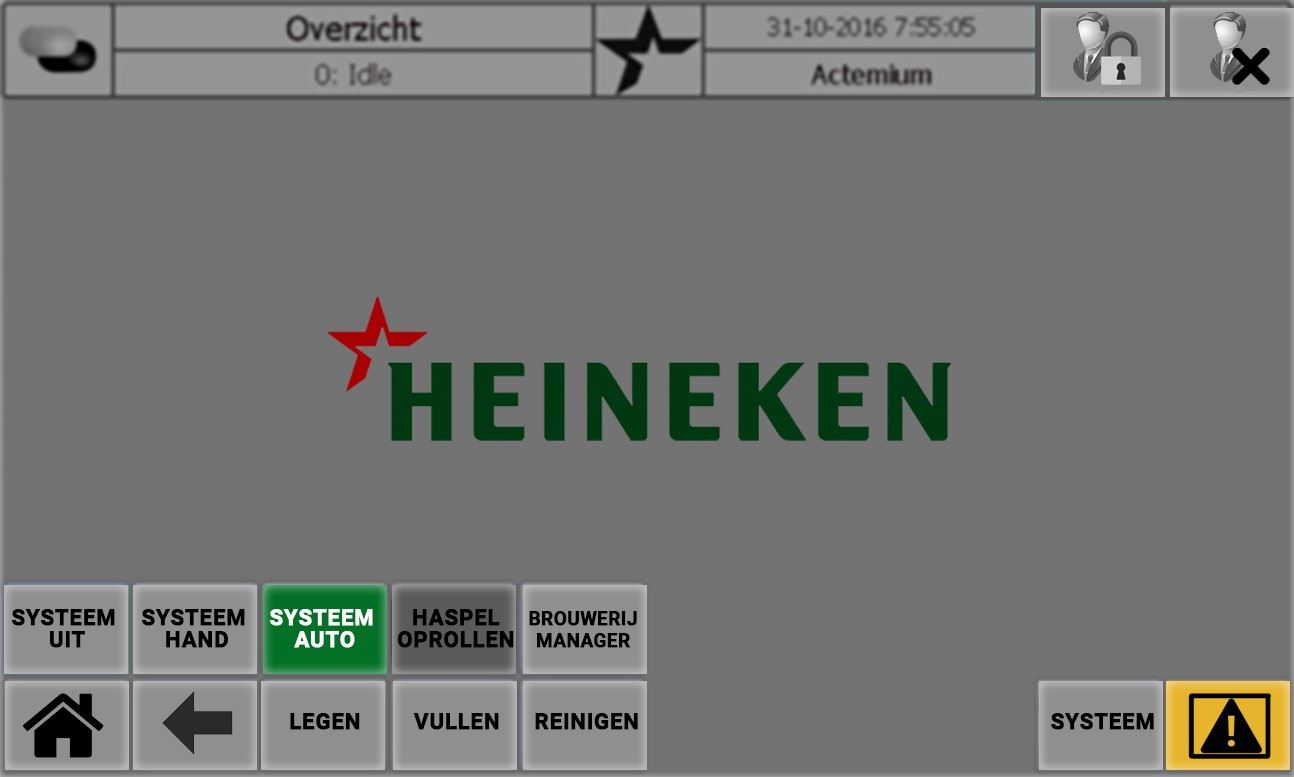 Overzicht
31-10-2016 7:55:05
0: Idle
Actemium
HEINEKEN
SYSTEEM
UIT
SYSTEEM
HAND
SYSTEEM
AUTO
HASPEL
OPROLLEN
BROUWERIJ
MANAGER
LEGEN
VULLEN
REINIGEN
SYSTEEM